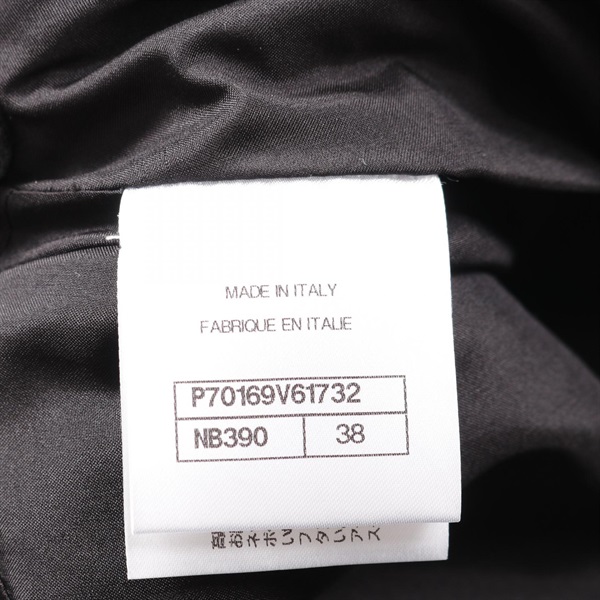 MADE IN ITALY
FABRIQUE EN ITALIE
P70169V61732
NB390 38